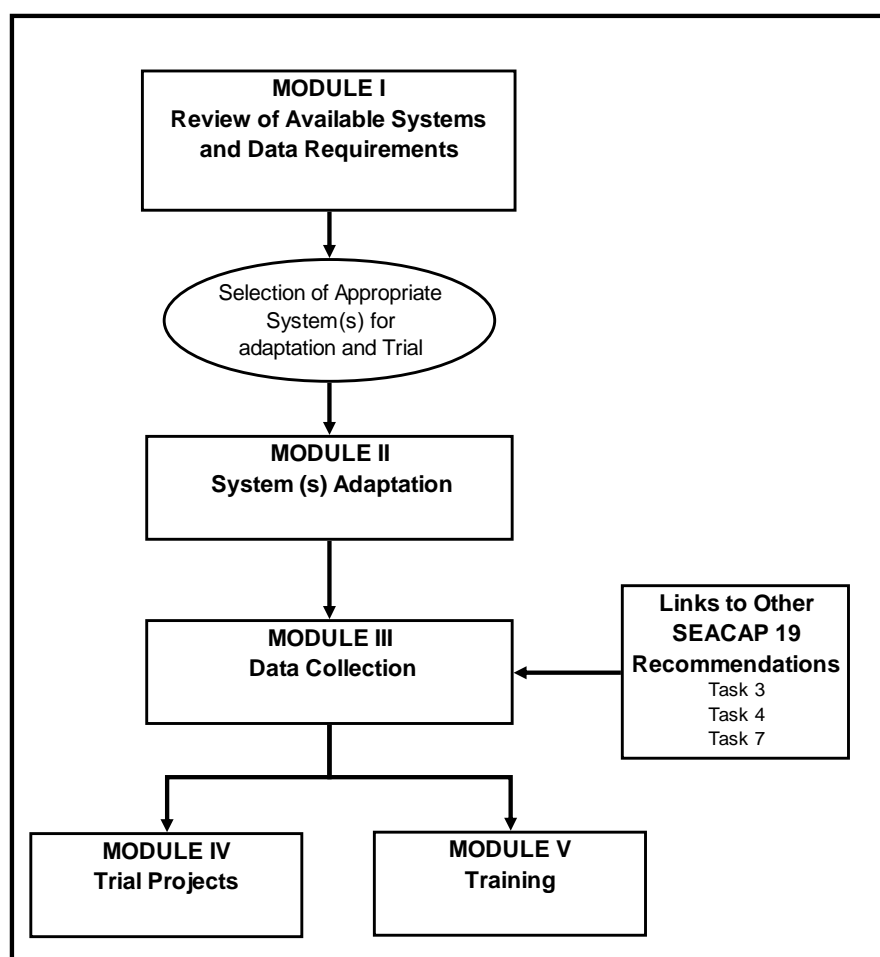 MODULE I
Review of Available Systems
and Data Requirements
Selection of Appropriate
System(s) for
adaptation and Trial
MODULE II
System (s) Adaptation
MODULE III
Data Collection
Links to Other
SEACAP 19
Recommendations
Task 3
Task 4
Task 7
MODULE IV
Trial Projects
MODULE V
Training